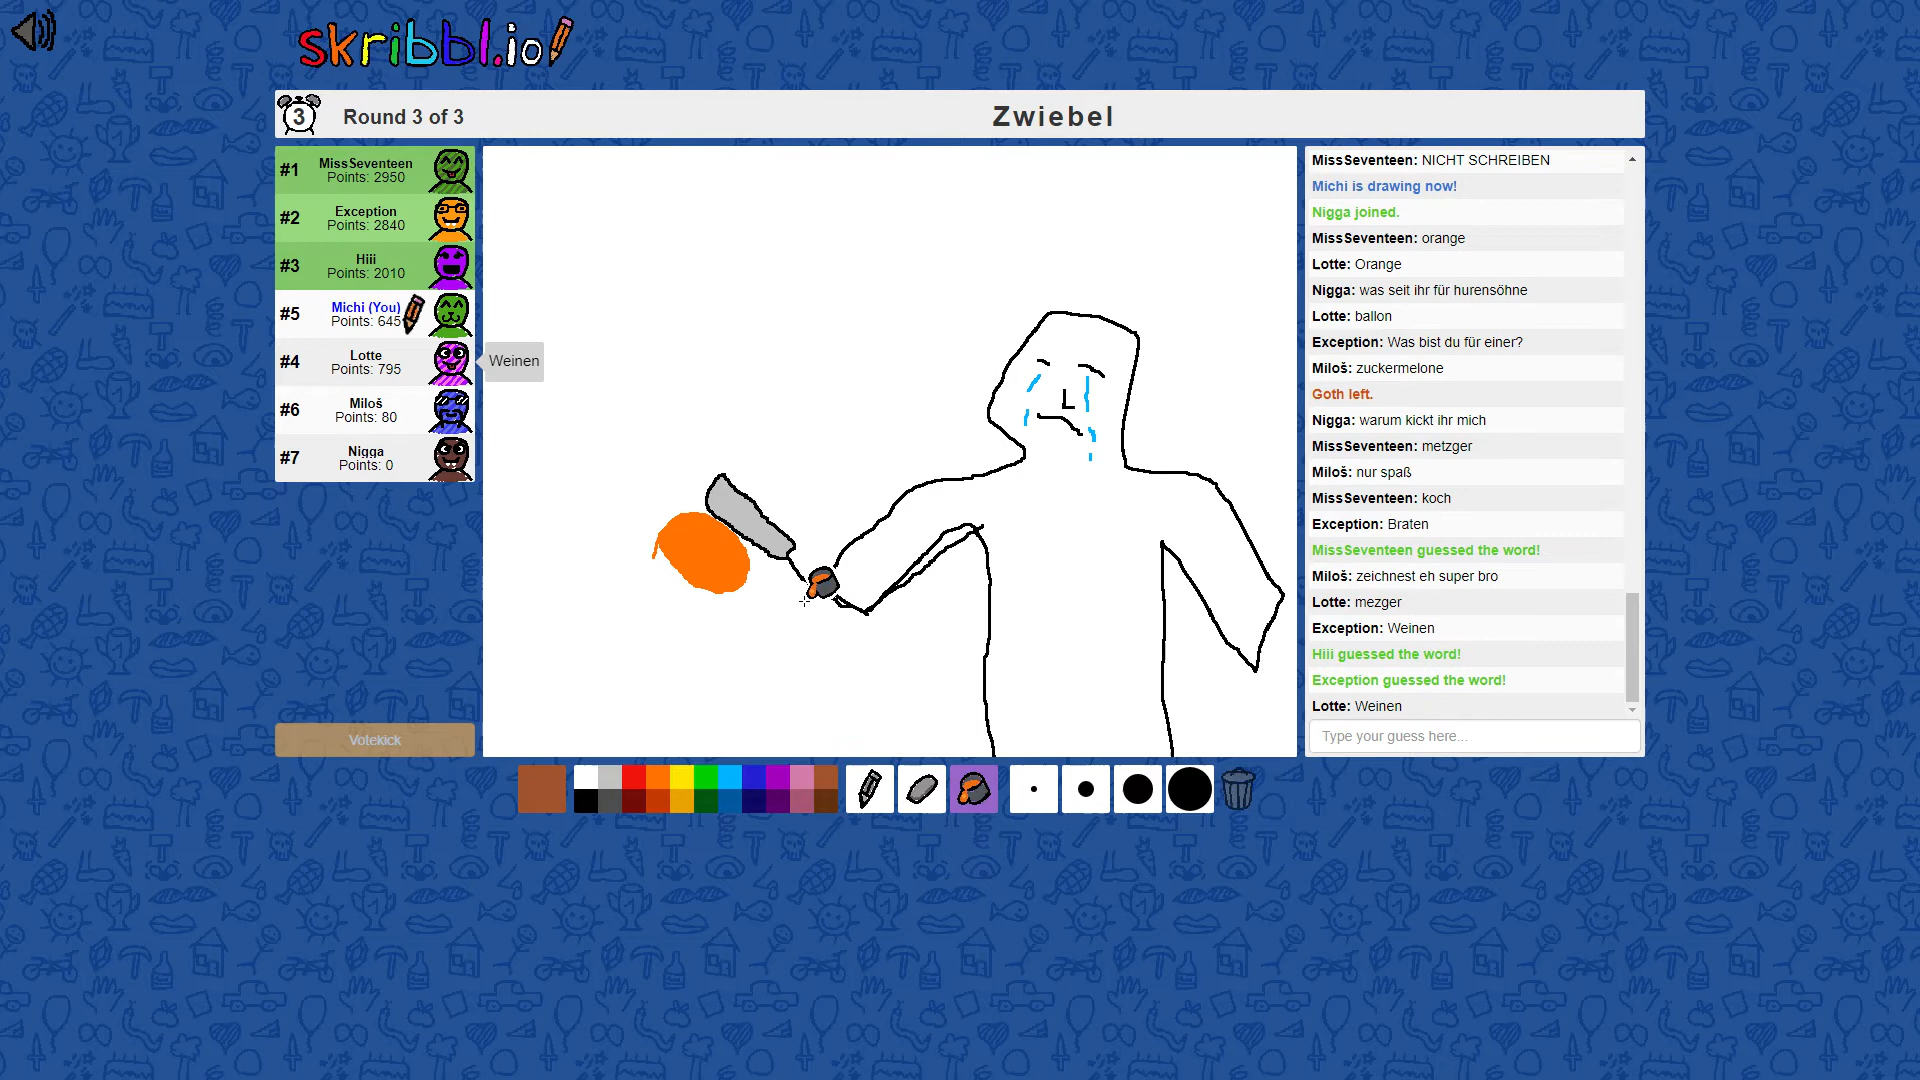 skribbl.io
3
Round 3 of 3
Zwiebel
#1
MissSeventeen
Points: 2950
#2
Exception
Points: 2840
#3
Hiii
Points: 2010
#5
Michi (You)
Points: 645
#4
Lotte
Points: 795
Weinen
#6
Miloš
Points: 80
#7
Nigga
Points: 0
Votekick
MissSeventeen: NICHT SCHREIBEN
Michi is drawing now!
Nigga joined.
MissSeventeen: orange
Lotte: Orange
Nigga: was seit ihr für hurensöhne
Lotte: ballon
Exception: Was bist du für einer?
Miloš: zuckermelone
Goth left.
Nigga: warum kickt ihr mich
MissSeventeen: metzger
Miloš: nur spaß
MissSeventeen: koch
Exception: Braten
MissSeventeen guessed the word!
Miloš: zeichnest eh super bro
Lotte: mezger
Exception: Weinen
Hiii guessed the word!
Exception guessed the word!
Lotte: Weinen
Type your guess here...